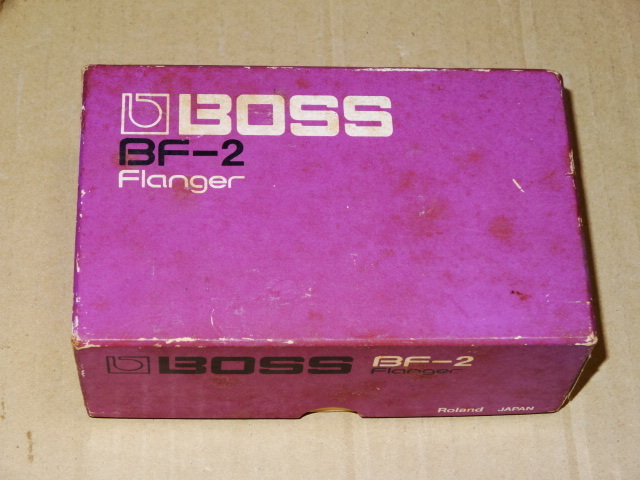 BOSS
BF-2
Flanger
BOSS BF-2
Flanger
Roland JAPAN